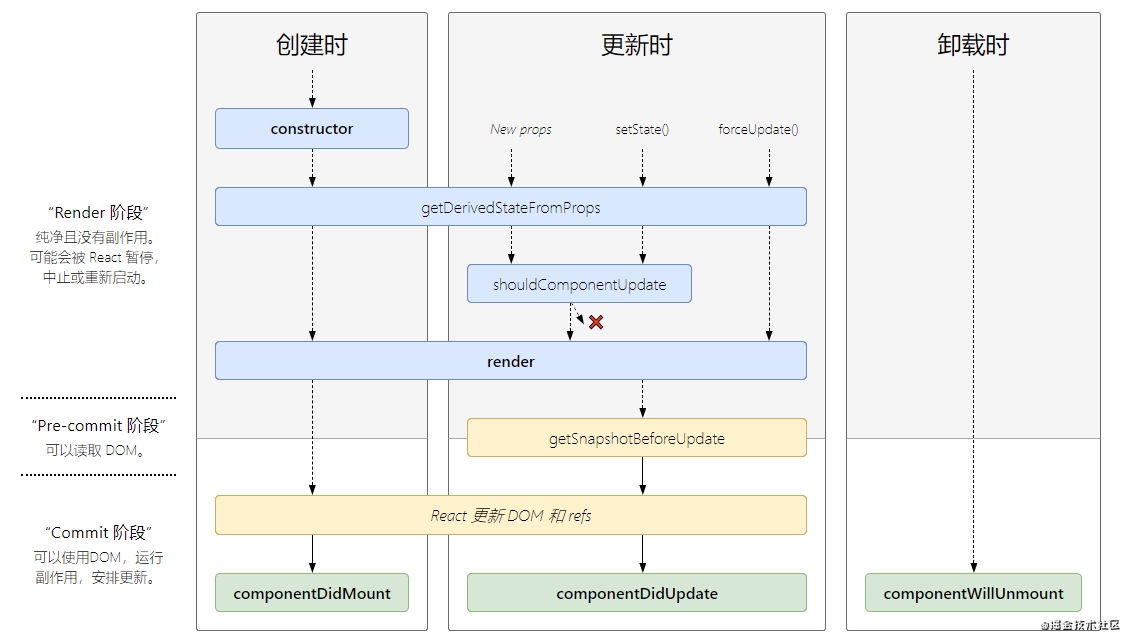 创建时
更新时
卸载时
constructor
New props
setState()
forceUpdate()
“Render 阶段”
纯净且没有副作用。
可能会被 React 暂停，
中止或重新启动。
getDerivedStateFromProps
shouldComponentUpdate
render
“Pre-commit 阶段”
可以读取 DOM。
getSnapshotBeforeUpdate
“Commit 阶段”
可以使用DOM，运行
副作用，安排更新。
React 更新 DOM 和 refs
componentDidMount
componentDidUpdate
componentWillUnmount
@掘金技术社区